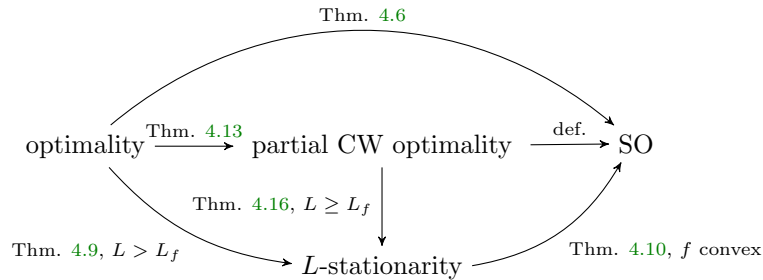 Thm. 4.6
optimality
Thm. 4.13
partial CW optimality
def.
SO
Thm. 4.16, L ≥ L_f
Thm. 4.9, L > L_f
L-stationarity
Thm. 4.10, f convex